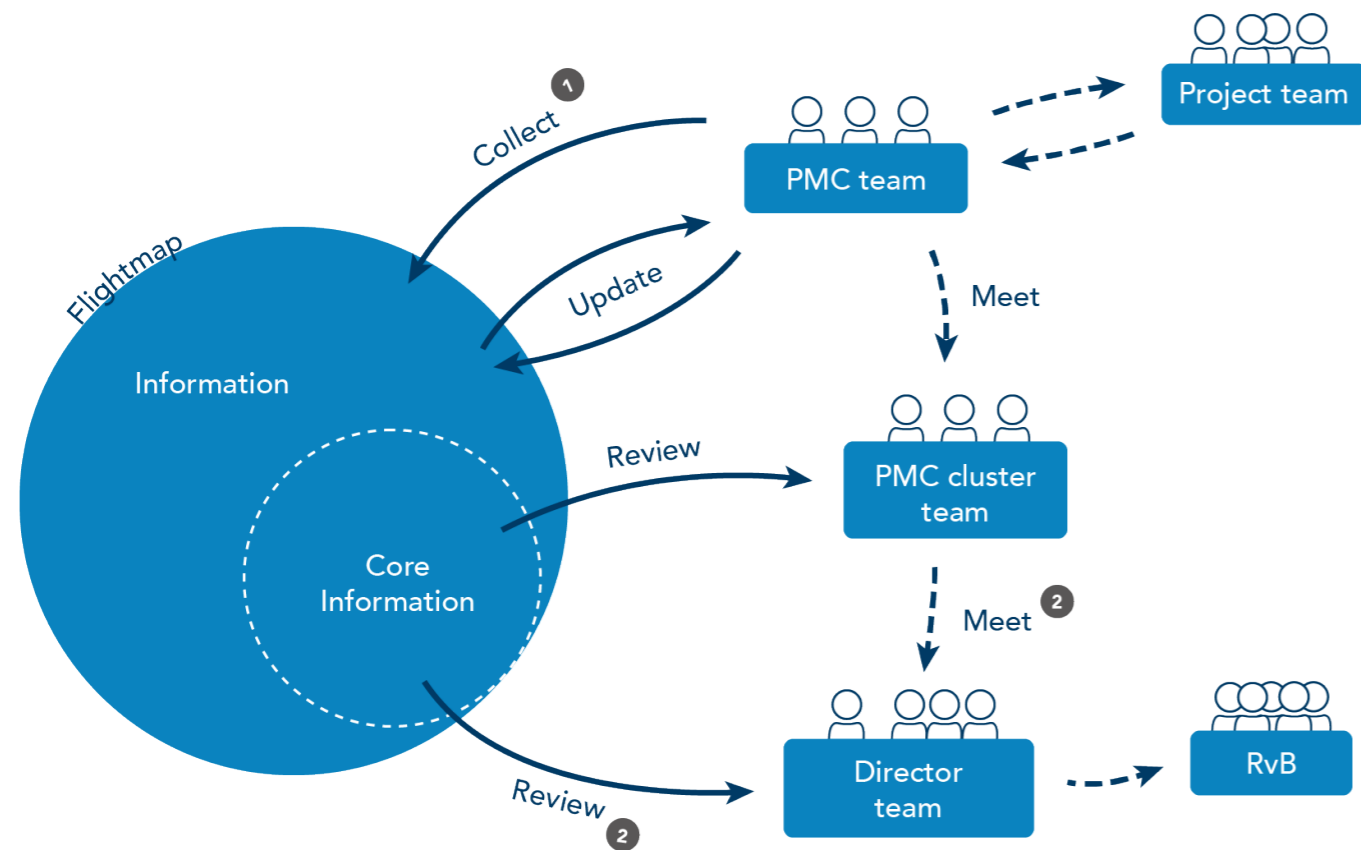 Project team
1
Collect
PMC team
Flightmap
Update
Meet
Information
Review
PMC cluster
team
Core
Information
Meet
2
Director
team
RvB
Review
2